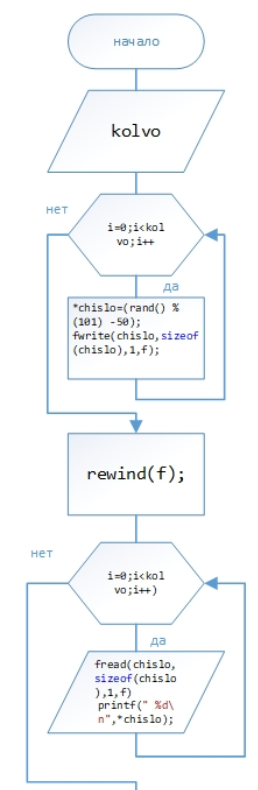 начало
kolvo
нет
i=0;i<kol
vo;i++
да
*chislo=(rand() %
(101) -50);
fwrite(chislo,sizeof
(chislo),1,f);
rewind(f);
нет
i=0;i<kol
vo;i++)
да
fread(chislo,
sizeof(chislo
),1,f)
printf(" %d\
n",*chislo);